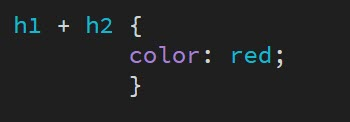 h1 + h2 {
color: red;
}